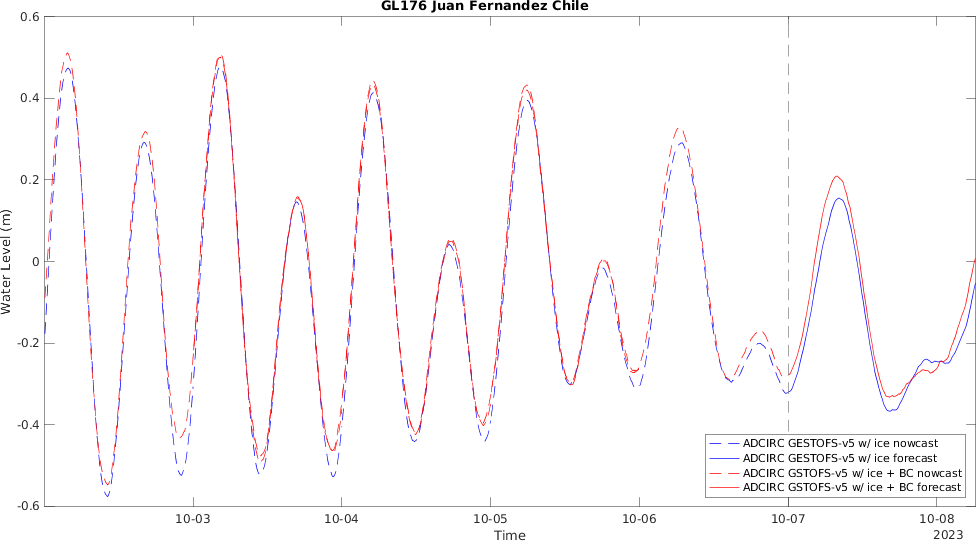 GL176 Juan Fernandez Chile
0.6
0.4
0.2
0
-0.2
-0.4
-0.6
Water Level (m)
10-03
10-04
10-05
10-06
10-07
10-08
Time
2023
ADCIRC GESTOFS-v5 w/ ice nowcast
ADCIRC GESTOFS-v5 w/ ice forecast
ADCIRC GSTOFS-v5 w/ ice + BC nowcast
ADCIRC GSTOFS-v5 w/ ice + BC forecast